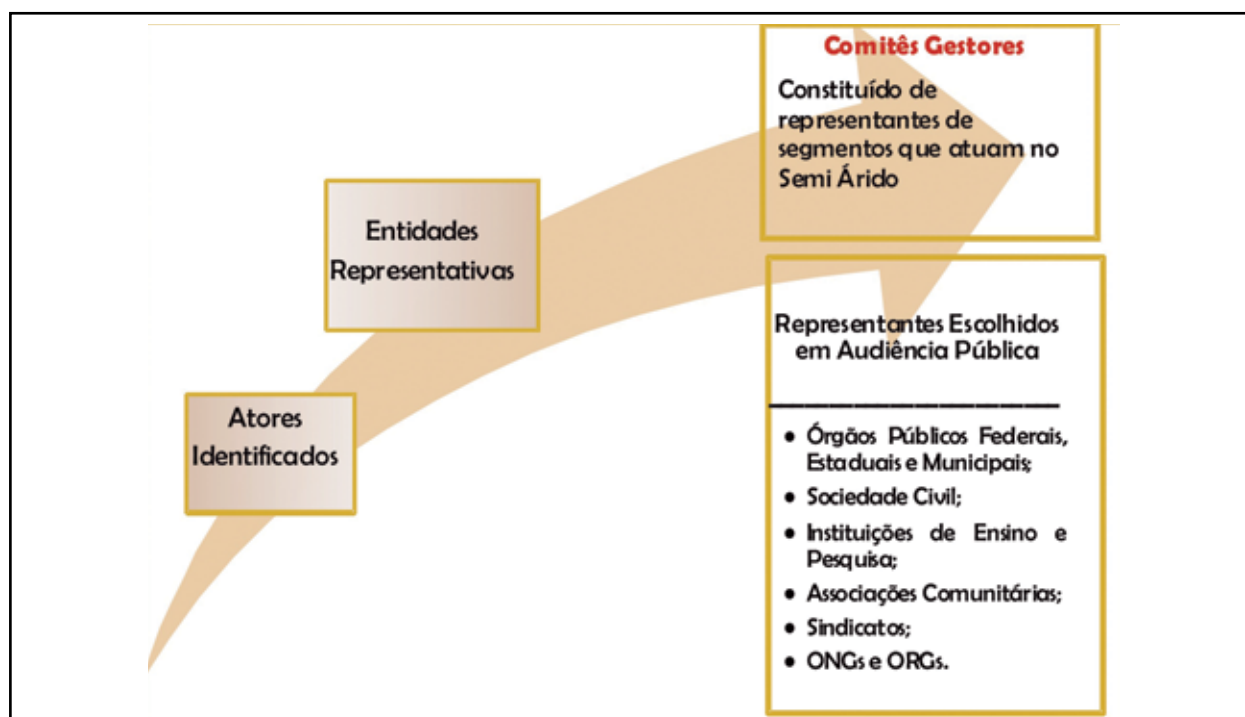 Comitês Gestores
Constituído de
representantes de
segmentos que atuam no
Semi Árido
Entidades
Representativas
Atores
Identificados
Representantes Escolhidos
em Audiência Pública
• Órgãos Públicos Federais,
Estaduais e Municipais;
• Sociedade Civil;
• Instituições de Ensino e
Pesquisa;
• Associações Comunitárias;
• Sindicatos;
• ONGs e ORGs.